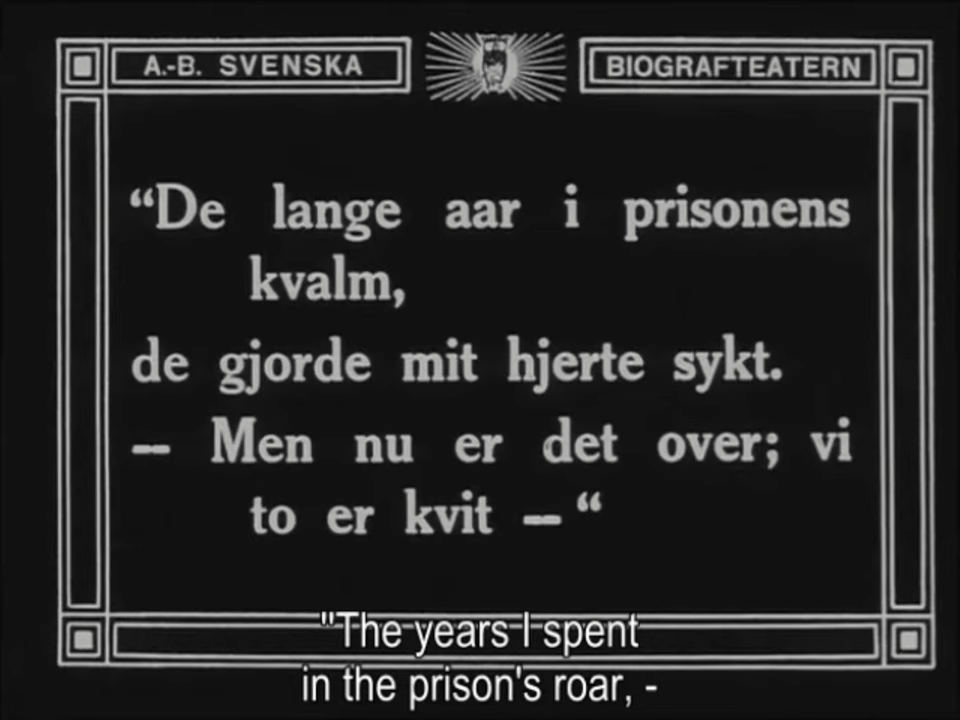 A.-B. SVENSKA
BIOGRAFTEATERN
“De lange aar i prisonens
kvalm,
de gjorde mit hjerte sykt.
— Men nu er det over; vi
to er kvit — “
"The years I spent
in the prison's roar, -